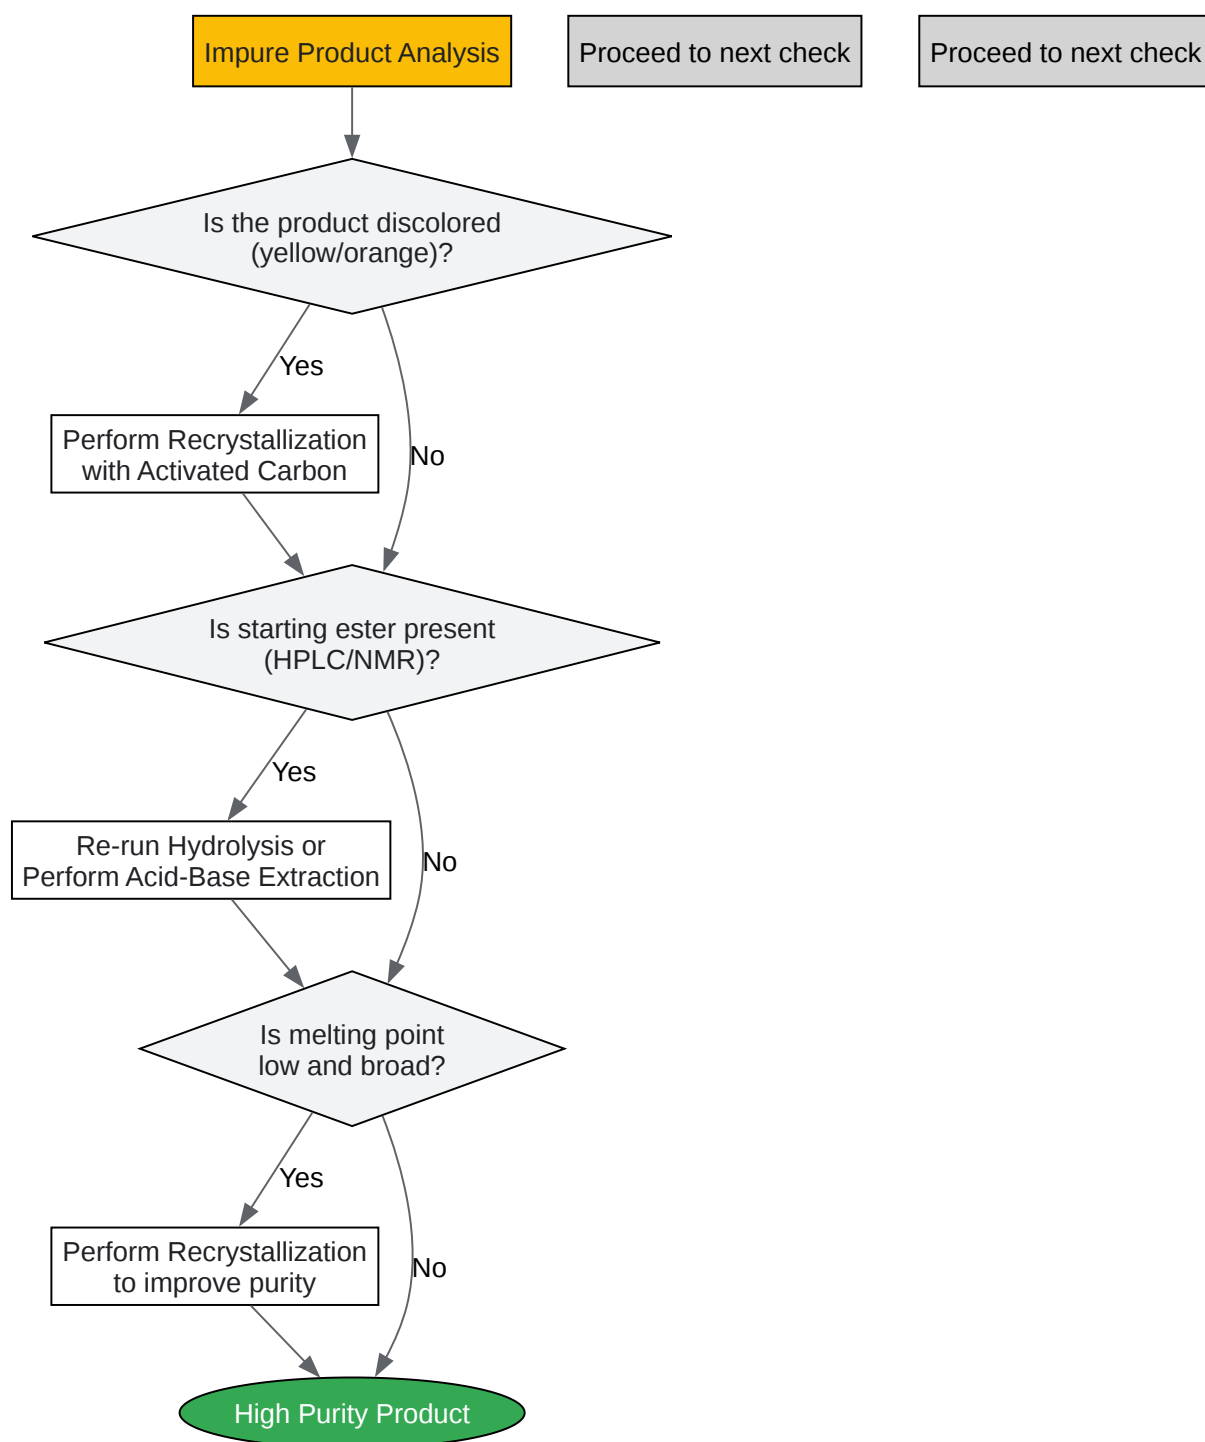 Impure Product Analysis
Proceed to next check
Proceed to next check
Is the product discolored
(yellow/orange)?
Yes
Perform Recrystallization
with Activated Carbon
No
Is starting ester present
(HPLC/NMR)?
Yes
Re-run Hydrolysis or
Perform Acid-Base Extraction
No
Is melting point
low and broad?
Yes
Perform Recrystallization
to improve purity
No
High Purity Product